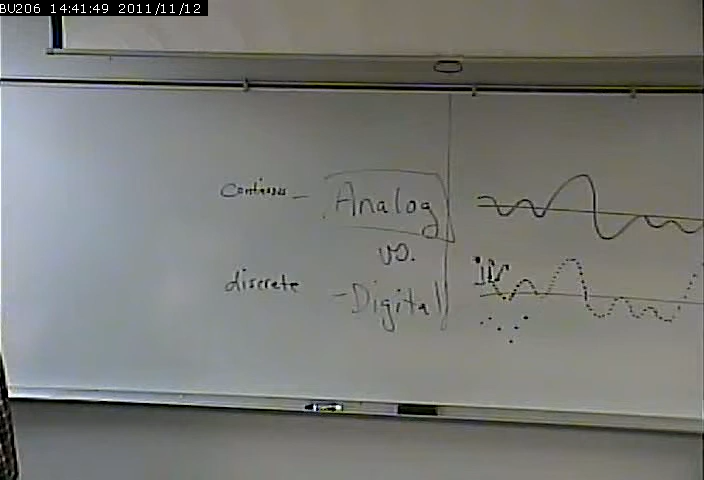 BU206 14:41:49 2011/11/12
Continuous - Analog
vs.
discrete - Digital